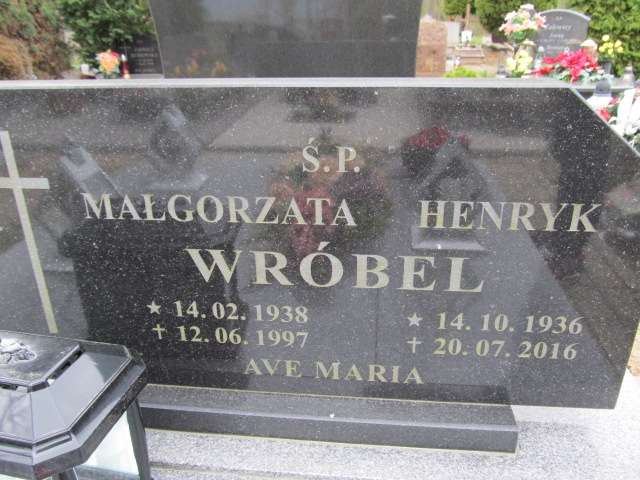 Ś.P.
MAŁGORZATA HENRYK
WRÓBEL
★ 14.02.1938 ★ 14.10.1936
✝ 12.06.1997 ✝ 20.07.2016
AVE MARIA